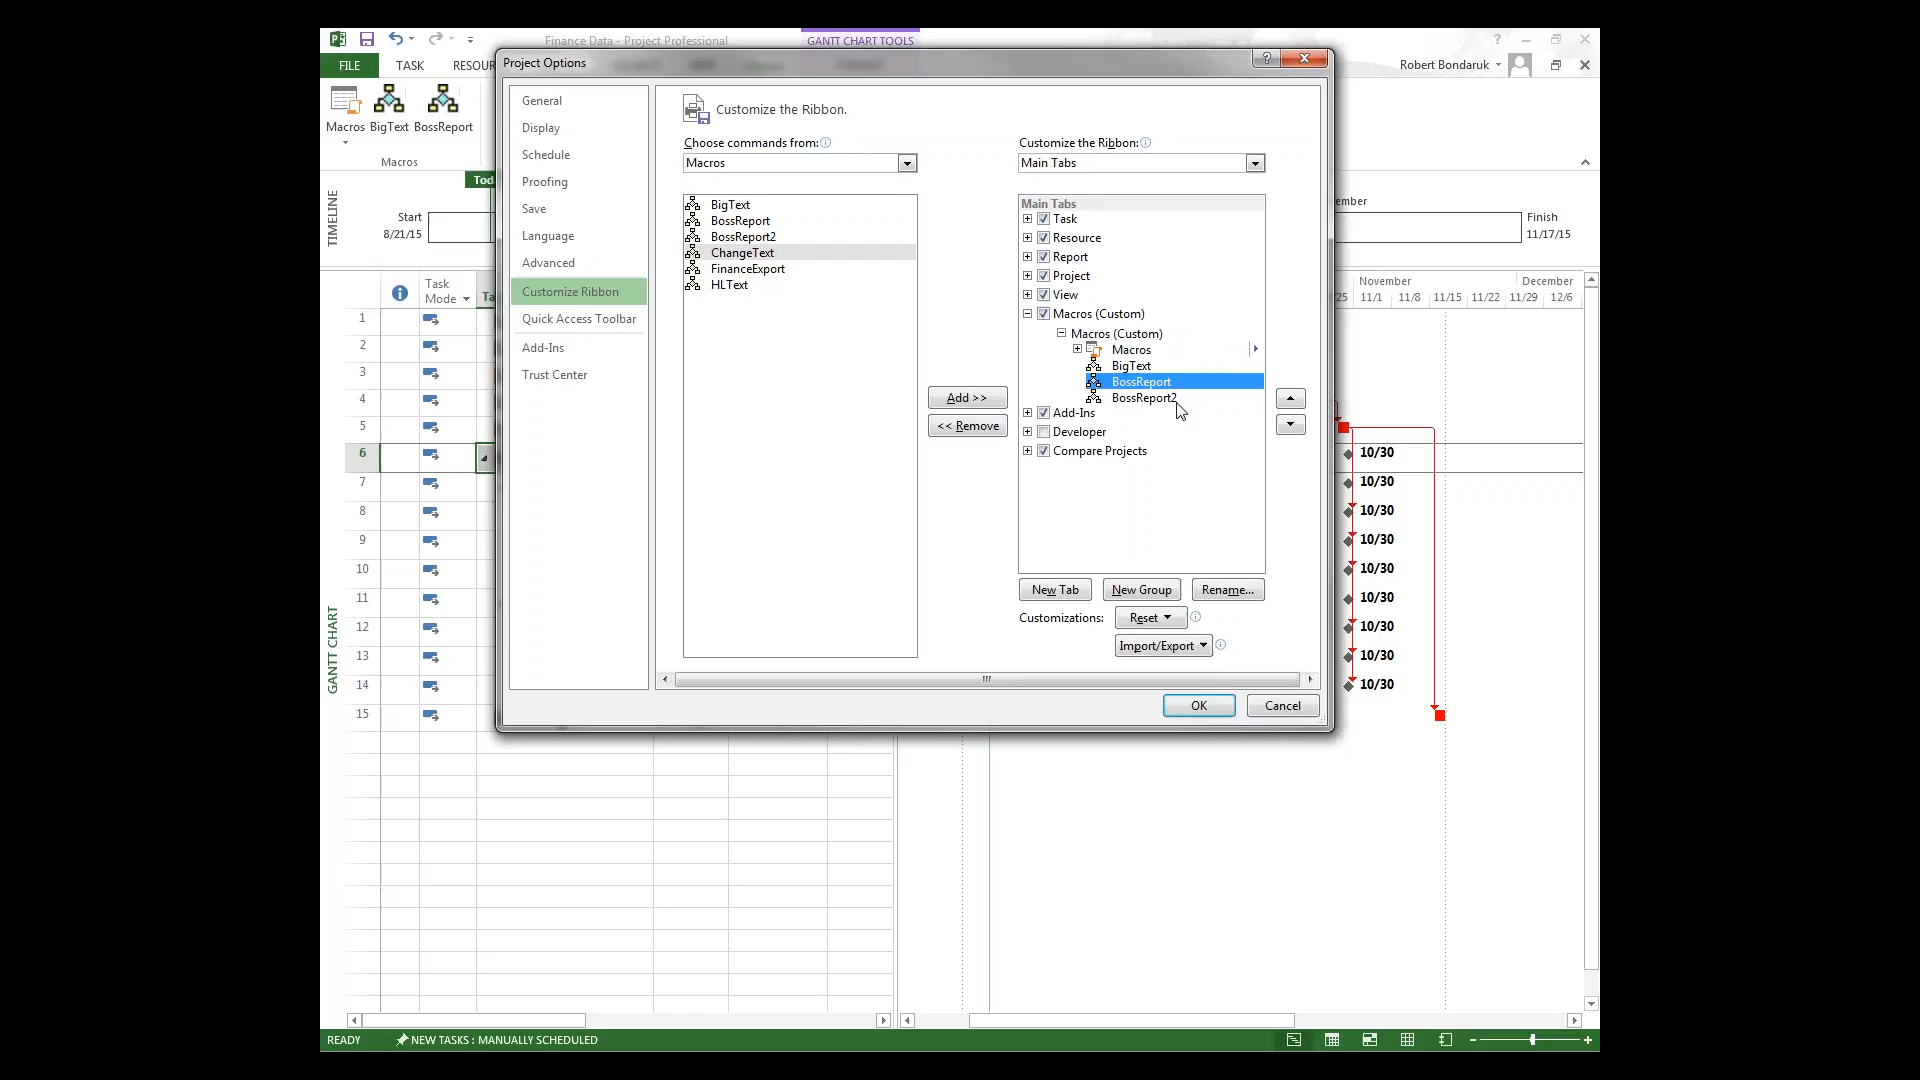 Finance Data - Project Professional
GANTT CHART TOOLS
FILE
TASK
RESOUR
Robert Bondaruk
Macros
BigText
BossReport
Macros
Project Options
General
Display
Schedule
Proofing
Save
Language
Advanced
Customize Ribbon
Quick Access Toolbar
Add-Ins
Trust Center
Customize the Ribbon.
Choose commands from:
Macros
BigText
BossReport
BossReport2
ChangeText
FinanceExport
HLText
Add >>
<< Remove
Customize the Ribbon:
Main Tabs
Main Tabs
Task
Resource
Report
Project
View
Macros (Custom)
Macros (Custom)
Macros
BigText
BossReport
BossReport2
Add-Ins
Developer
Compare Projects
New Tab
New Group
Rename...
Customizations:
Reset
Import/Export
OK
Cancel
TIMELINE
Tod
Start
8/21/15
ember
Finish
11/17/15
Task
Mode
Ta
November
December
/25
11/1
11/8
11/15
11/22
11/29
12/6
GANTT CHART
1
2
3
4
5
6
10/30
7
10/30
8
10/30
9
10/30
10
10/30
11
10/30
12
10/30
13
10/30
14
10/30
15
READY
NEW TASKS : MANUALLY SCHEDULED